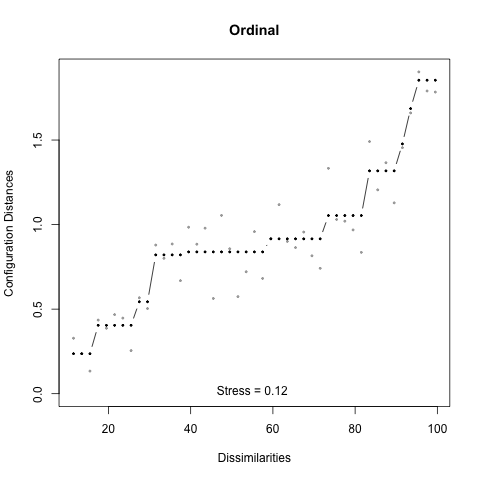 Ordinal
Configuration Distances
1.5
1.0
0.5
0.0
Stress = 0.12
20 40 60 80 100
Dissimilarities